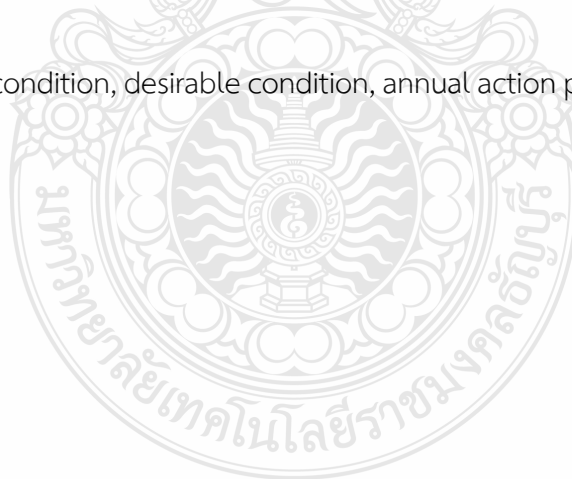 condition, desirable condition, annual action p
มหาวิทยาลัยเทคโนโลยีราชมงคลธัญบุรี